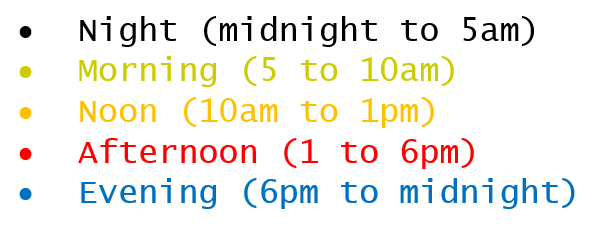 • Night (midnight to 5am)
• Morning (5 to 10am)
• Noon (10am to 1pm)
• Afternoon (1 to 6pm)
• Evening (6pm to midnight)